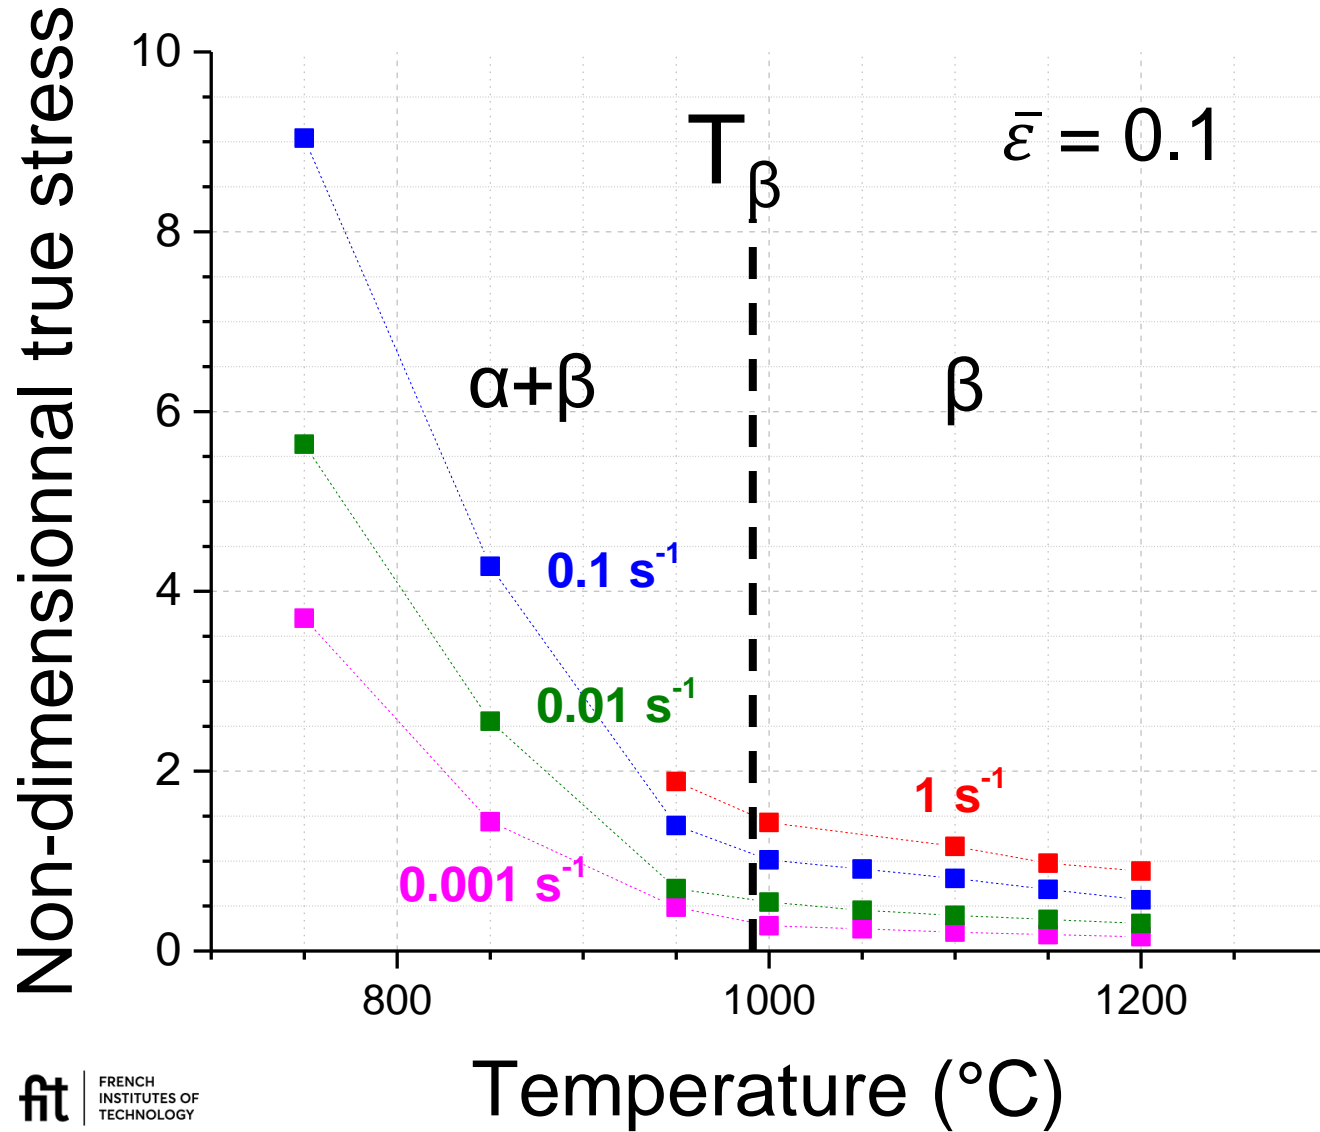 Non-dimensionnal true stress
10
8
6
4
2
0
Tβ
ε̄ = 0.1
α+β
β
0.1 s⁻¹
0.01 s⁻¹
1 s⁻¹
0.001 s⁻¹
800
1000
1200
Temperature (°C)
fit
FRENCH
INSTITUTES OF
TECHNOLOGY